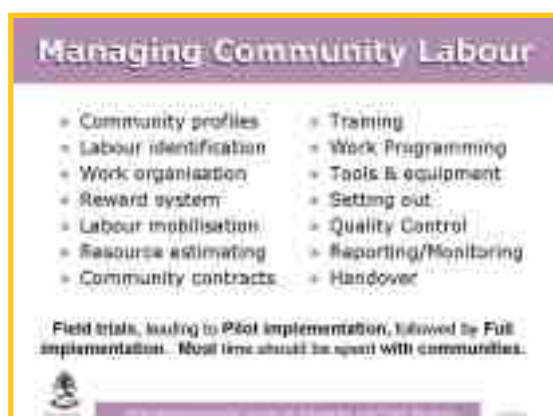 Managing Community Labour
» Community profiles
» Labour identification
» Work organisation
» Reward system
» Labour mobilisation
» Resource estimating
» Community contracts
» Training
» Work Programming
» Tools & equipment
» Setting out
» Quality Control
» Reporting/Monitoring
» Handover
Field trials, leading to Pilot implementation, followed by Full
implementation. Most time should be spent with communities.